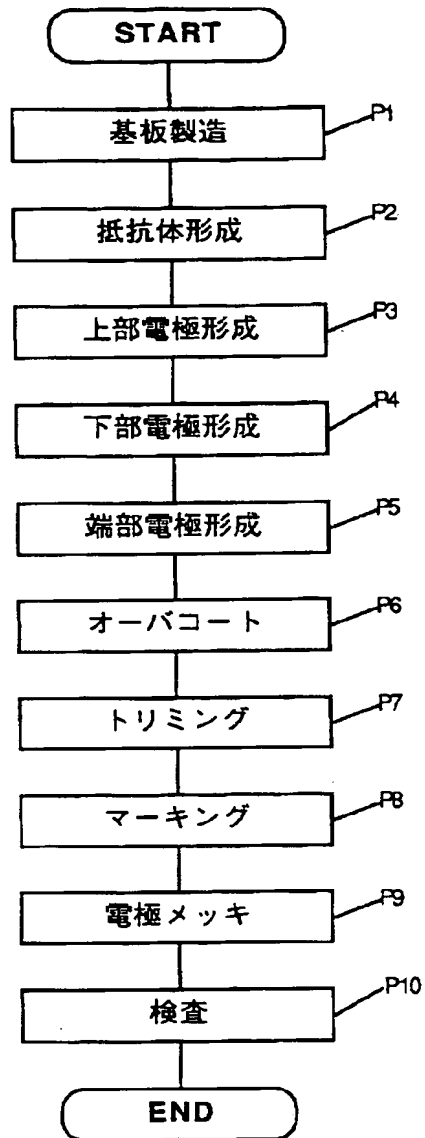 START
基板製造
P1
抵抗体形成
P2
上部電極形成
P3
下部電極形成
P4
端部電極形成
P5
オーバコート
P6
トリミング
P7
マーキング
P8
電極メッキ
P9
検査
P10
END